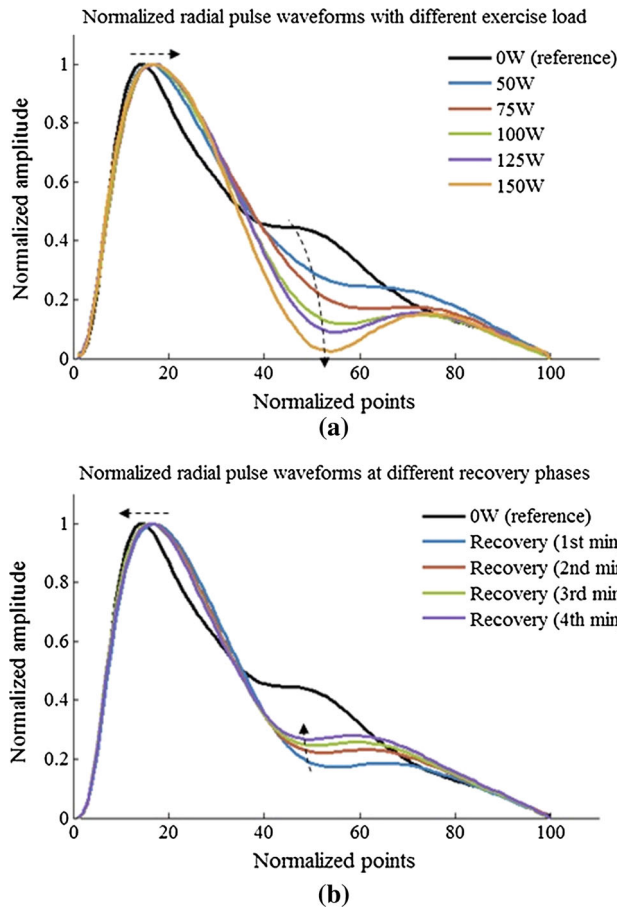 Normalized radial pulse waveforms with different exercise load
Normalized amplitude
1
0.8
0.6
0.4
0.2
0
0W (reference)
50W
75W
100W
125W
150W
0 20 40 60 80 100
Normalized points
(a)
Normalized radial pulse waveforms at different recovery phases
Normalized amplitude
1
0.8
0.6
0.4
0.2
0
0W (reference)
Recovery (1st min
Recovery (2nd min
Recovery (3rd min
Recovery (4th min
0 20 40 60 80 100
Normalized points
(b)